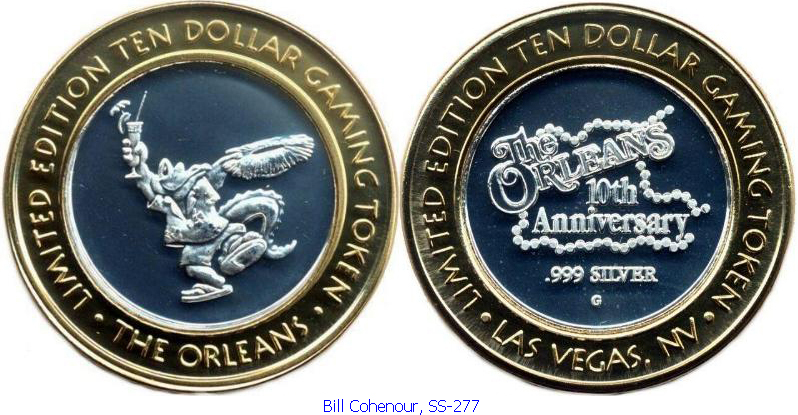 LIMITED EDITION TEN DOLLAR GAMING TOKEN
• THE ORLEANS •
LIMITED EDITION TEN DOLLAR GAMING TOKEN
• LAS VEGAS, NV •
The
ORLEANS
10th
Anniversary
.999 SILVER
G
Bill Cohenour, SS-277